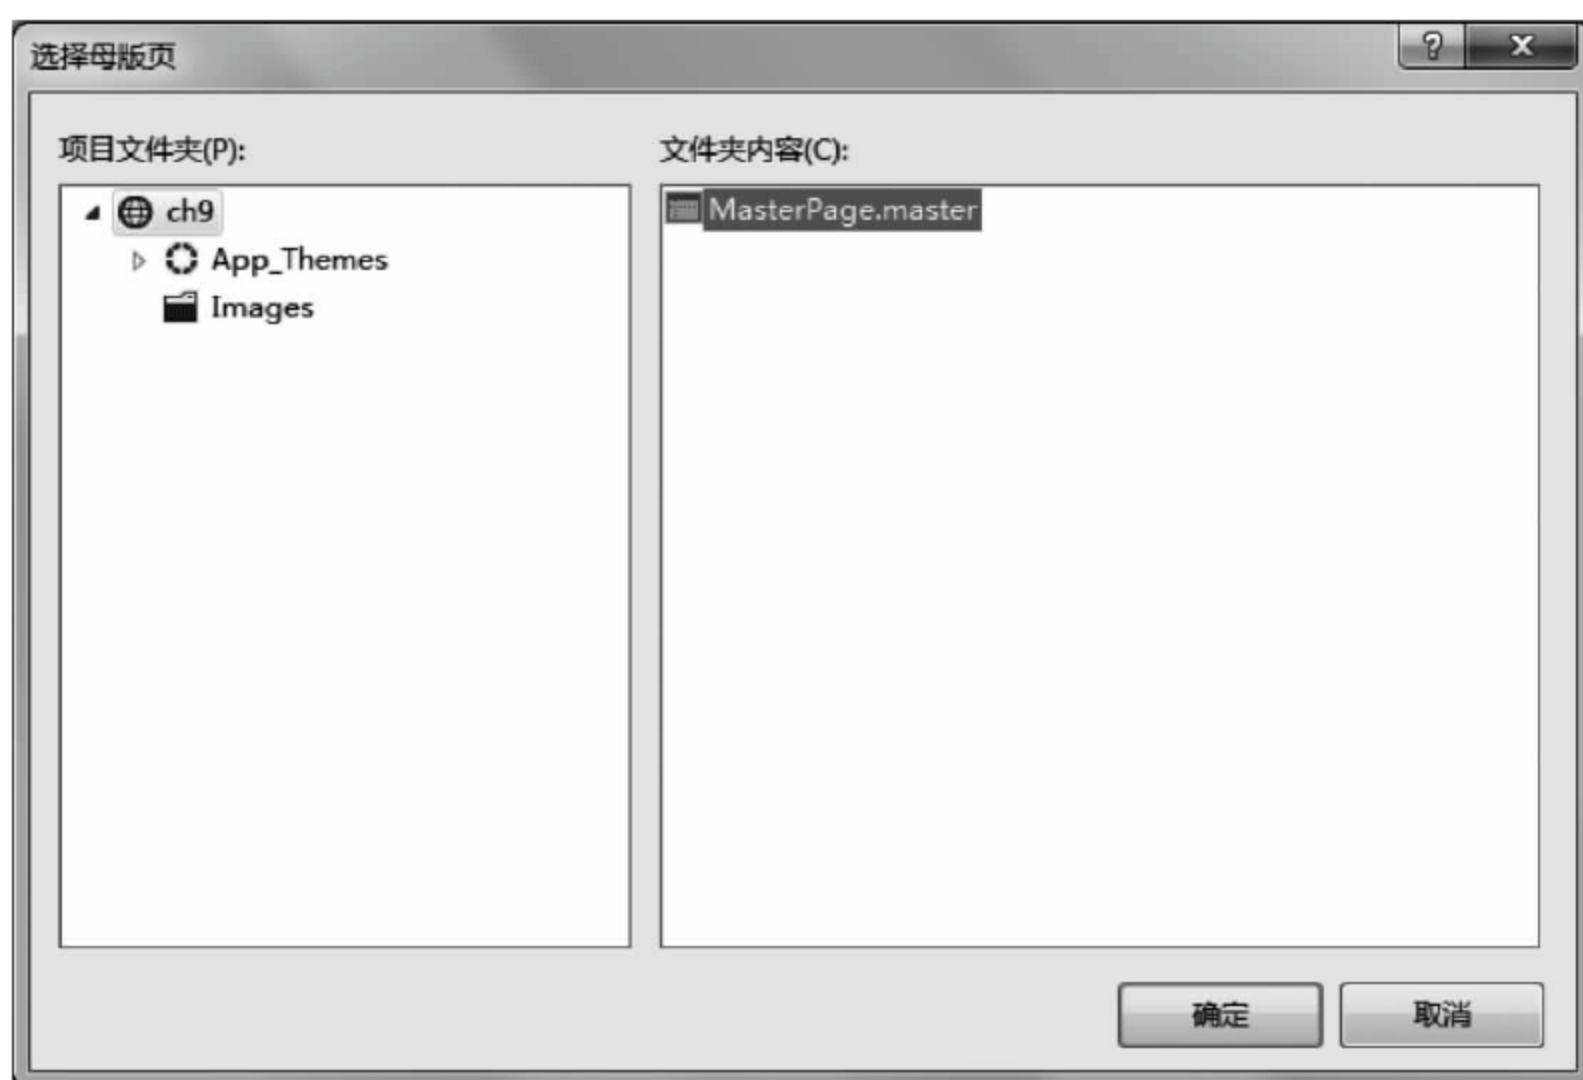 选择母版页
项目文件夹(P):
文件夹内容(C):
ch9
App_Themes
Images
MasterPage.master
确定
取消